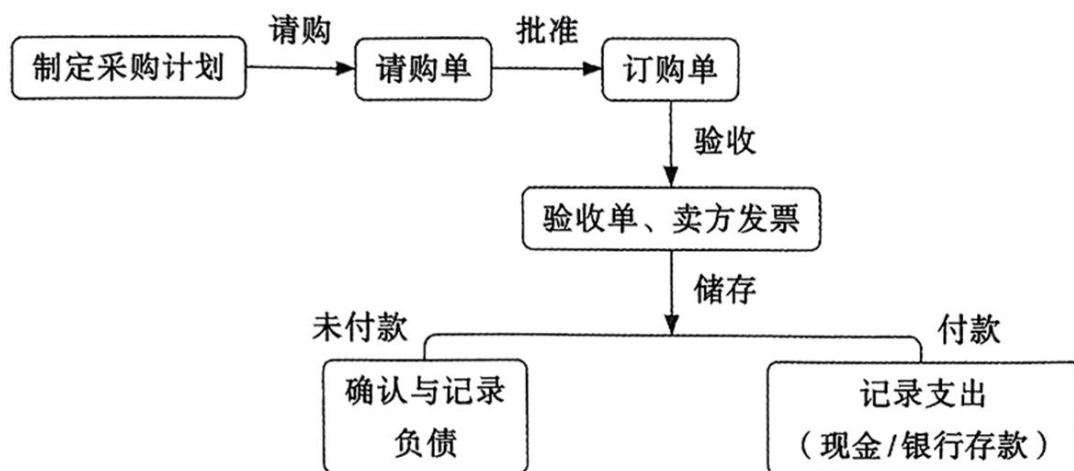 请购
批准
制定采购计划
请购单
订购单
验收
验收单、卖方发票
储存
未付款
付款
确认与记录
负债
记录支出
（现金/银行存款）